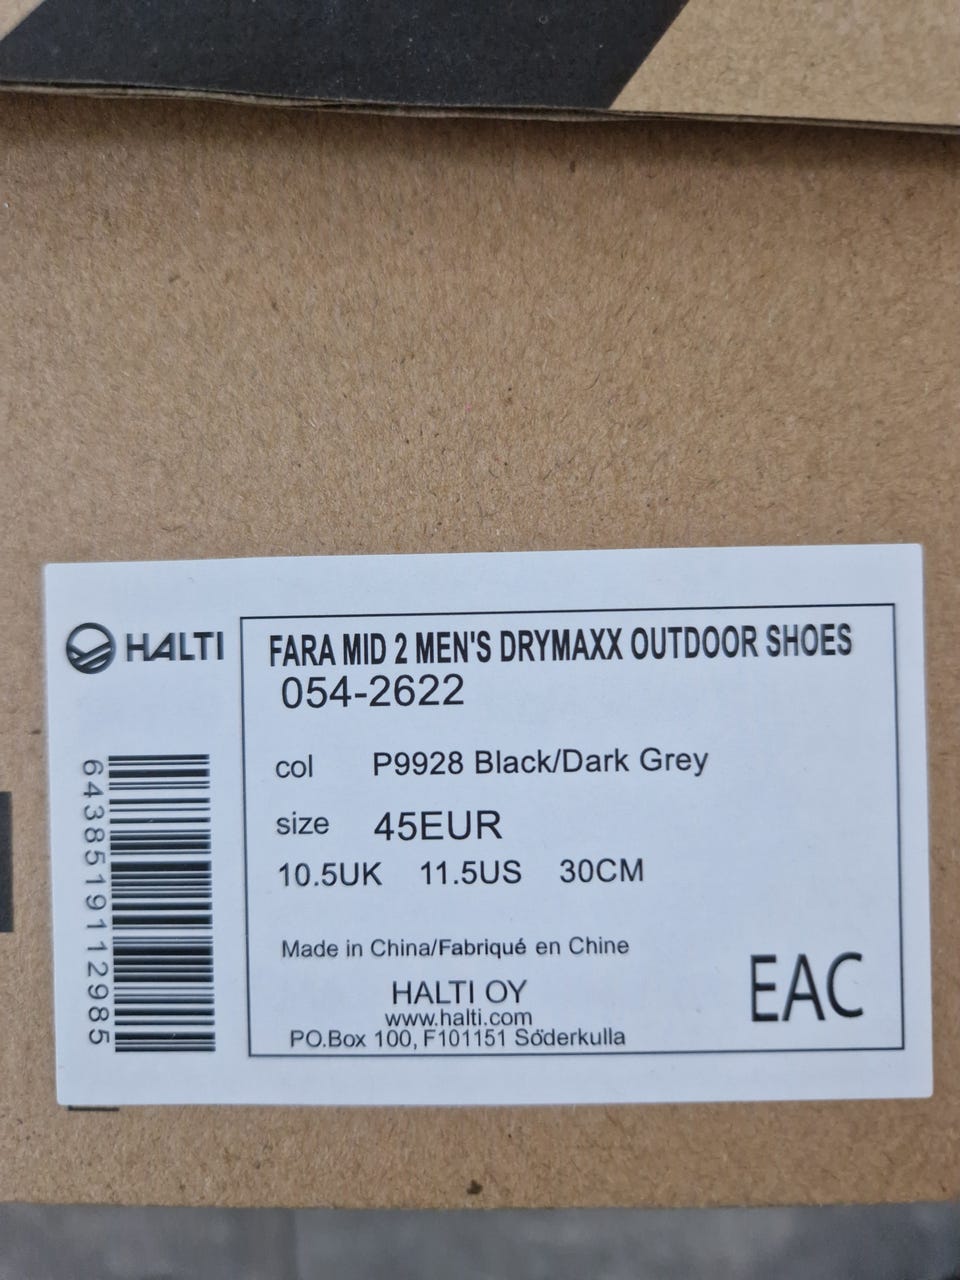 HALTI
FARA MID 2 MEN'S DRYMAXX OUTDOOR SHOES
054-2622
col P9928 Black/Dark Grey
size 45EUR
10.5UK 11.5US 30CM
Made in China/Fabriqué en Chine
HALTI OY
www.halti.com
PO.Box 100, F101151 Söderkulla
EAC
6438519112985